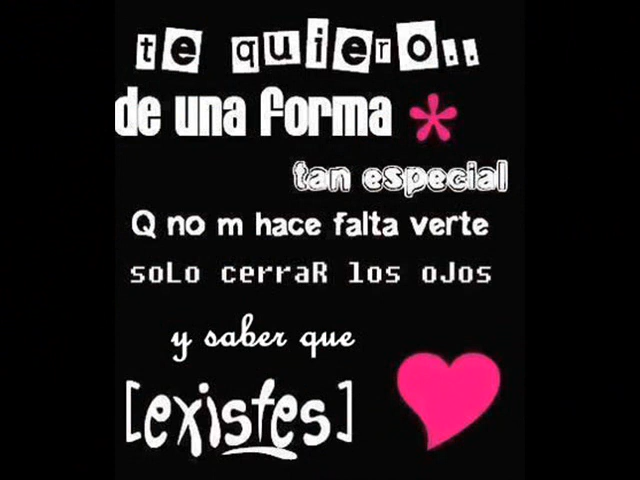 te quiero..
de una forma *
tan especial
Q no m hace falta verte
soLo cerraR los oJos
y saber que
[existes]